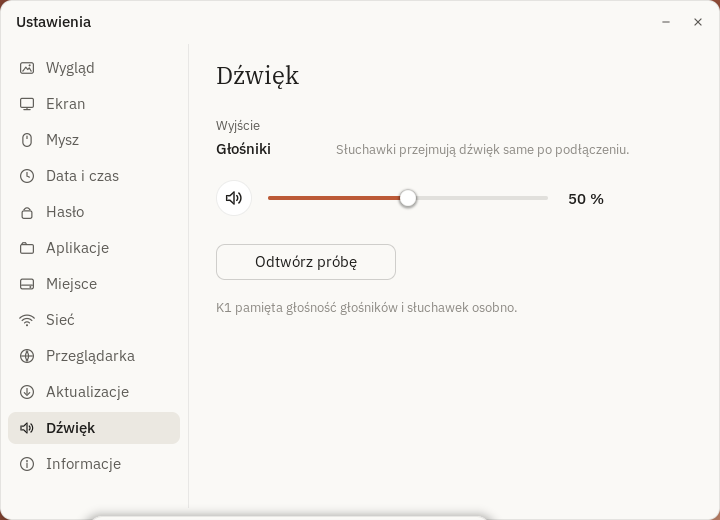 Ustawienia
Wygląd
Ekran
Mysz
Data i czas
Hasło
Aplikacje
Miejsce
Sieć
Przeglądarka
Aktualizacje
Dźwięk
Informacje
Dźwięk
Wyjście
Głośniki
Słuchawki przejmują dźwięk same po podłączeniu.
50 %
Odtwórz próbę
K1 pamięta głośność głośników i słuchawek osobno.